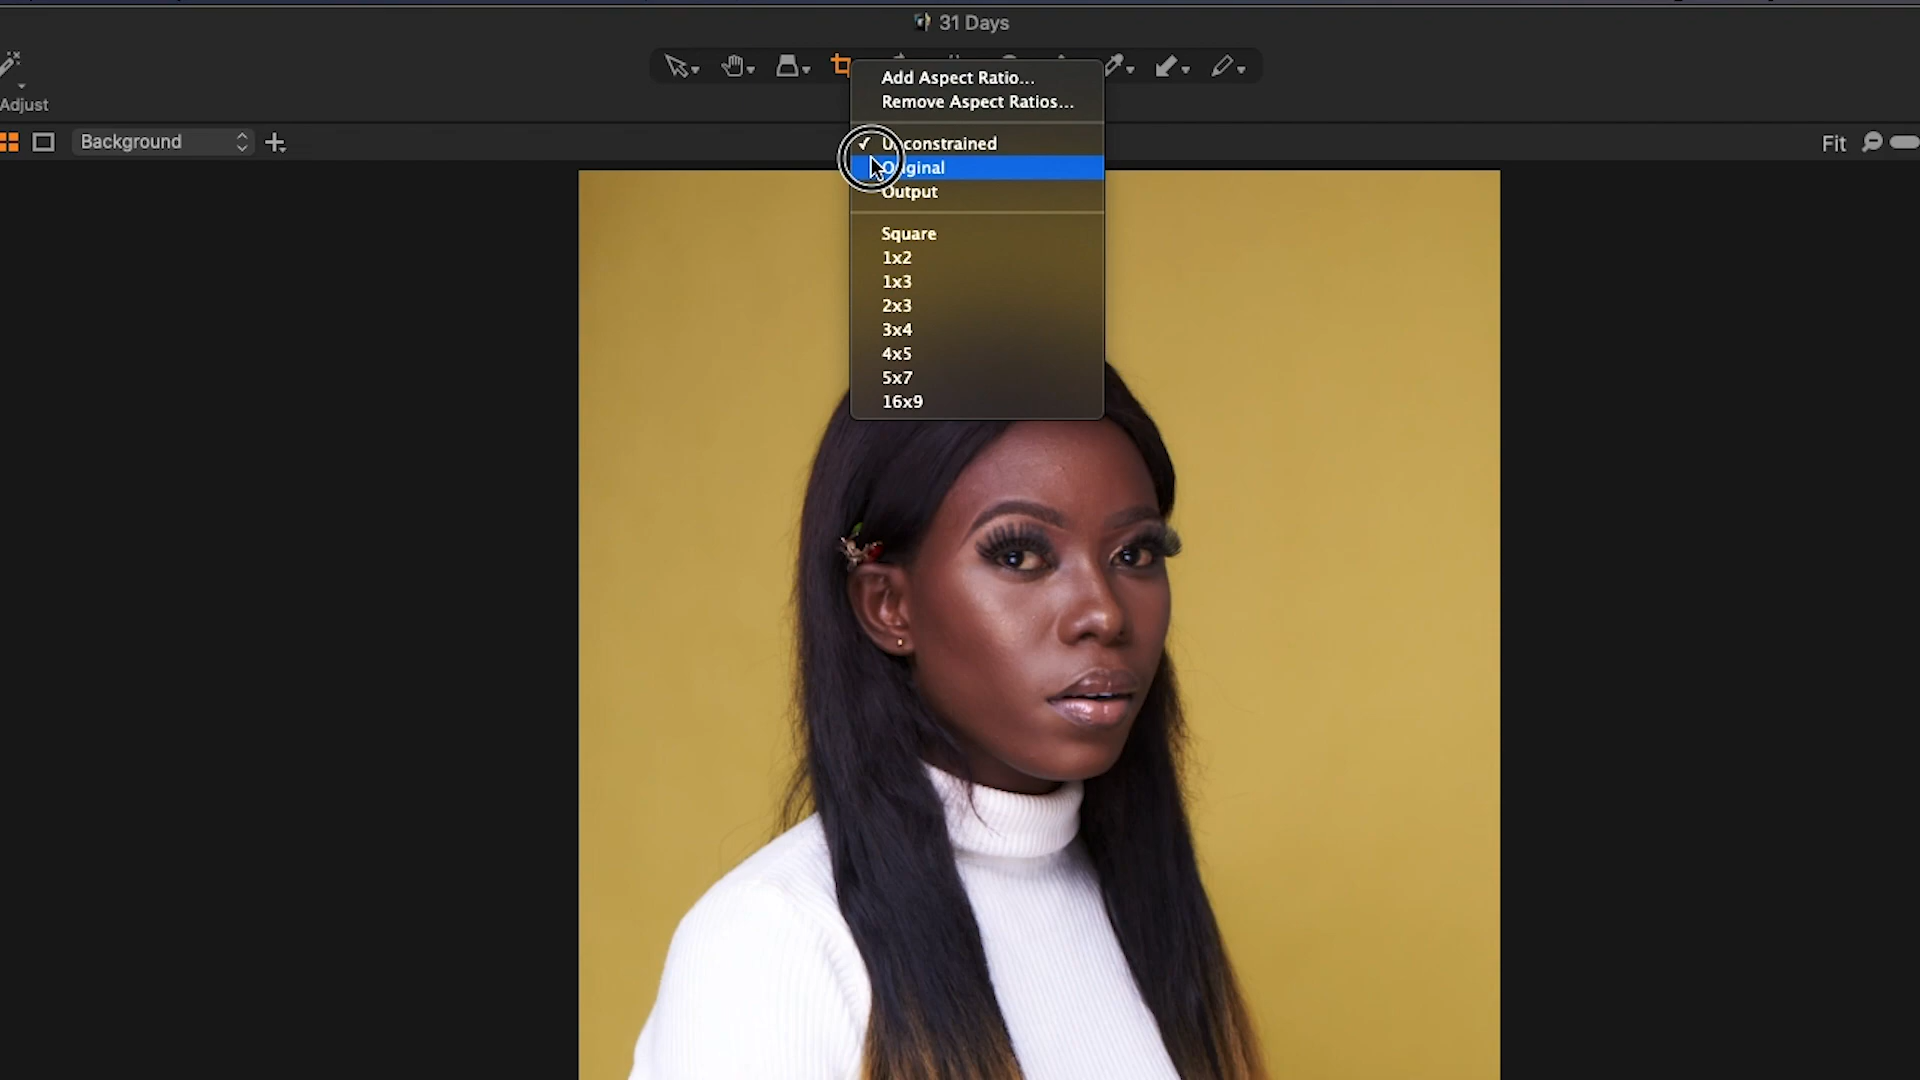 31 Days
Adjust
Add Aspect Ratio...
Remove Aspect Ratios...
Background
Fit
✓ Unconstrained
Original
Output
Square
1x2
1x3
2x3
3x4
4x5
5x7
16x9